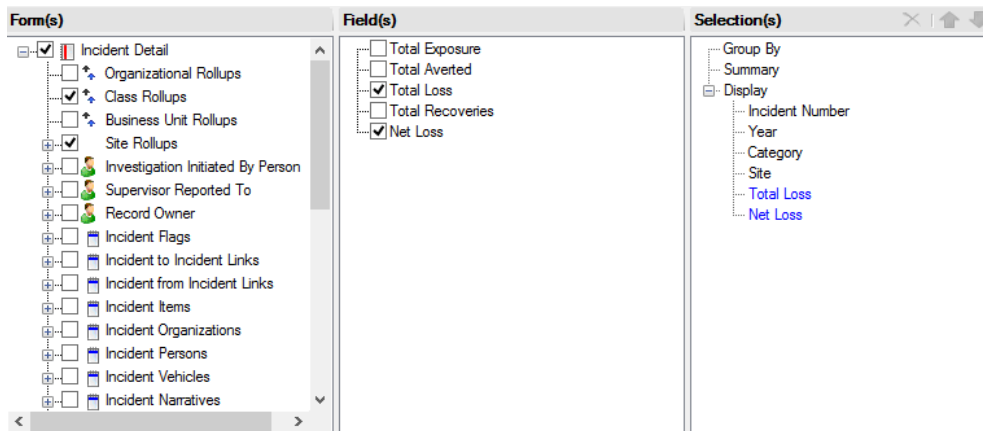 Form(s)
Incident Detail
Organizational Rollups
Class Rollups
Business Unit Rollups
Site Rollups
Investigation Initiated By Person
Supervisor Reported To
Record Owner
Incident Flags
Incident to Incident Links
Incident from Incident Links
Incident Items
Incident Organizations
Incident Persons
Incident Vehicles
Incident Narratives
Field(s)
Total Exposure
Total Averted
Total Loss
Total Recoveries
Net Loss
Selection(s)
Group By
Summary
Display
Incident Number
Year
Category
Site
Total Loss
Net Loss